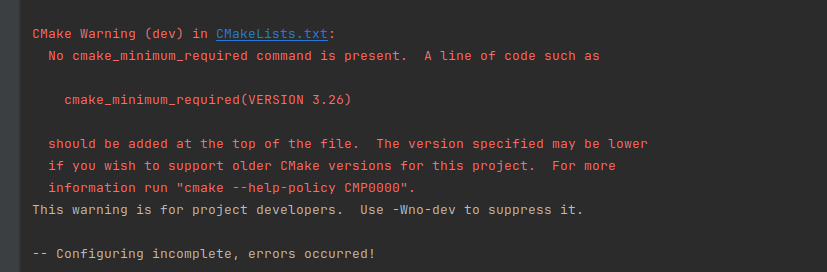 CMake Warning (dev) in CMakeLists.txt:
No cmake_minimum_required command is present.  A line of code such as
cmake_minimum_required(VERSION 3.26)
should be added at the top of the file.  The version specified may be lower
if you wish to support older CMake versions for this project.  For more
information run "cmake --help-policy CMP0000".
This warning is for project developers.  Use -Wno-dev to suppress it.
-- Configuring incomplete, errors occurred!